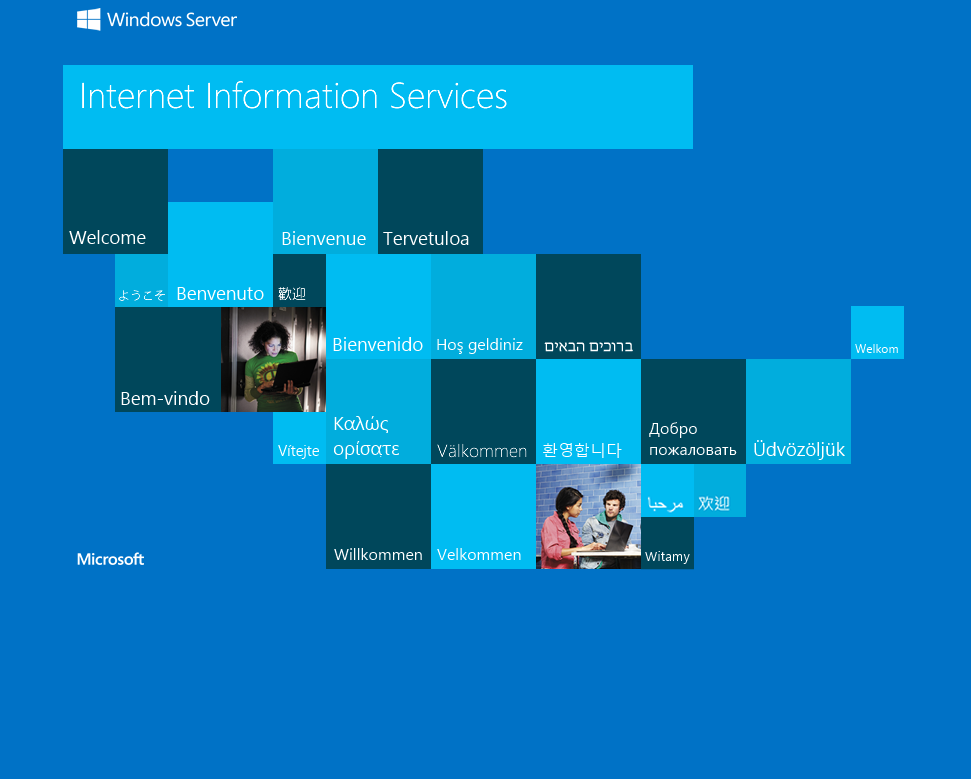 Windows Server
Internet Information Services
Welcome
Bienvenue
Tervetuloa
ようこそ
Benvenuto
歡迎
Bienvenido
Hoş geldiniz
ברוכים הבאים
Welkom
Bem-vindo
Vítejte
Καλώς
ορίσατε
Välkommen
환영합니다
Добро
пожаловать
Üdvözöljük
Microsoft
Willkommen
Velkommen
مرحبا
欢迎
Witamy